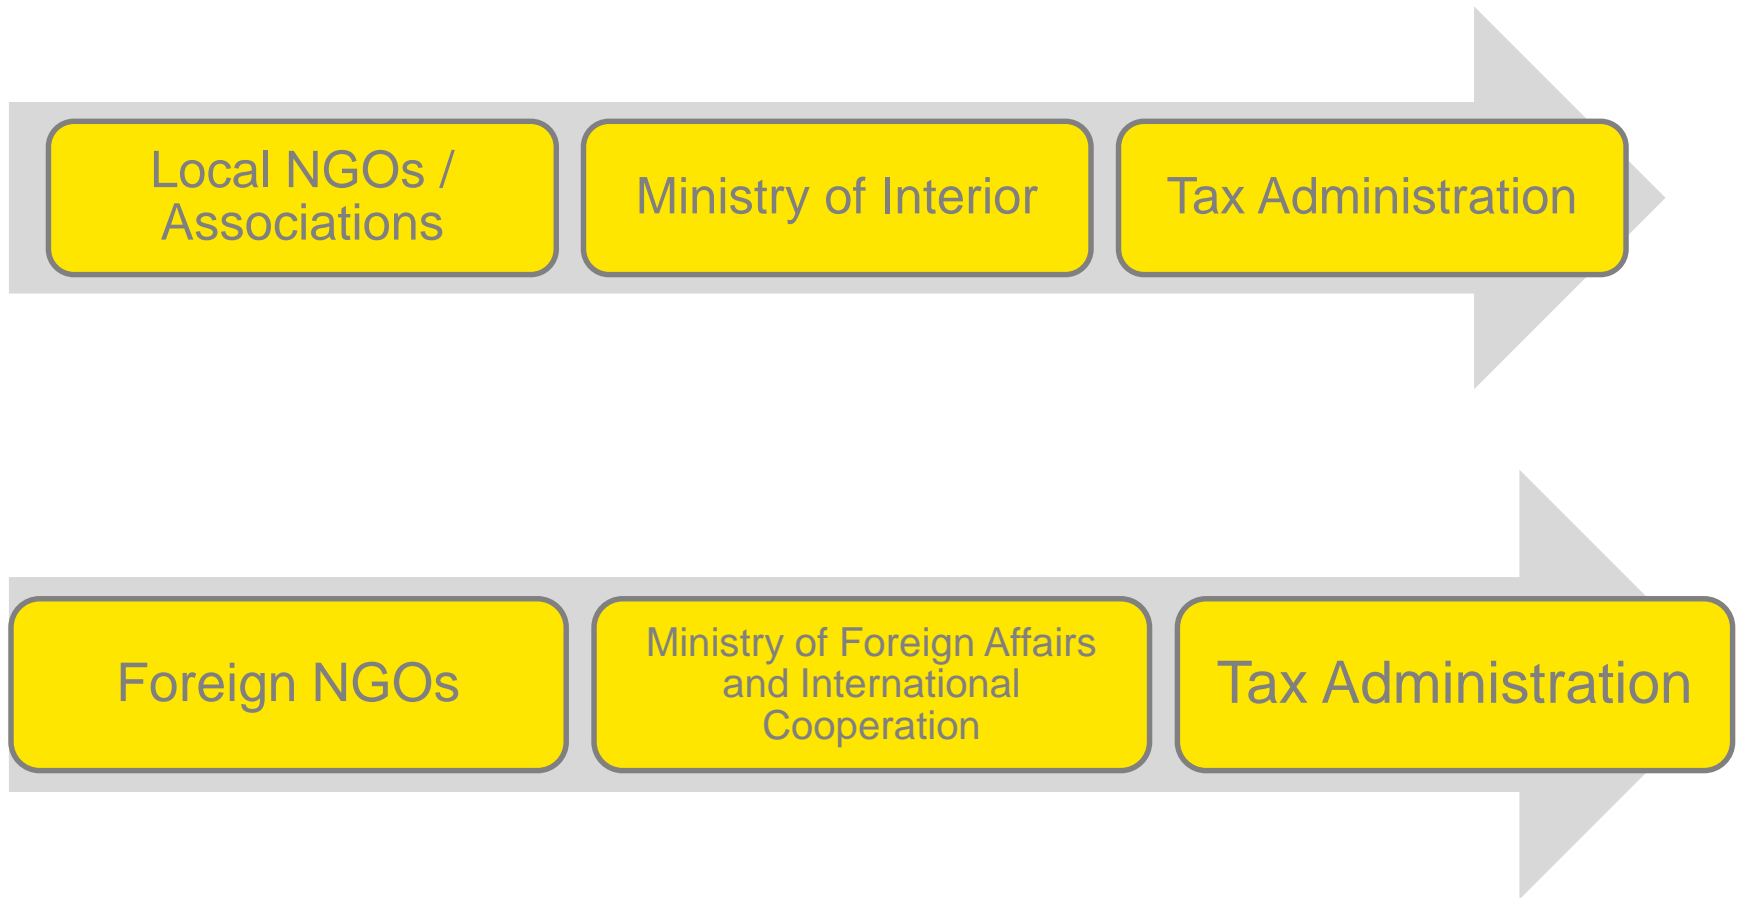 Local NGOs /
Associations
Ministry of Interior
Tax Administration
Foreign NGOs
Ministry of Foreign Affairs
and International
Cooperation
Tax Administration